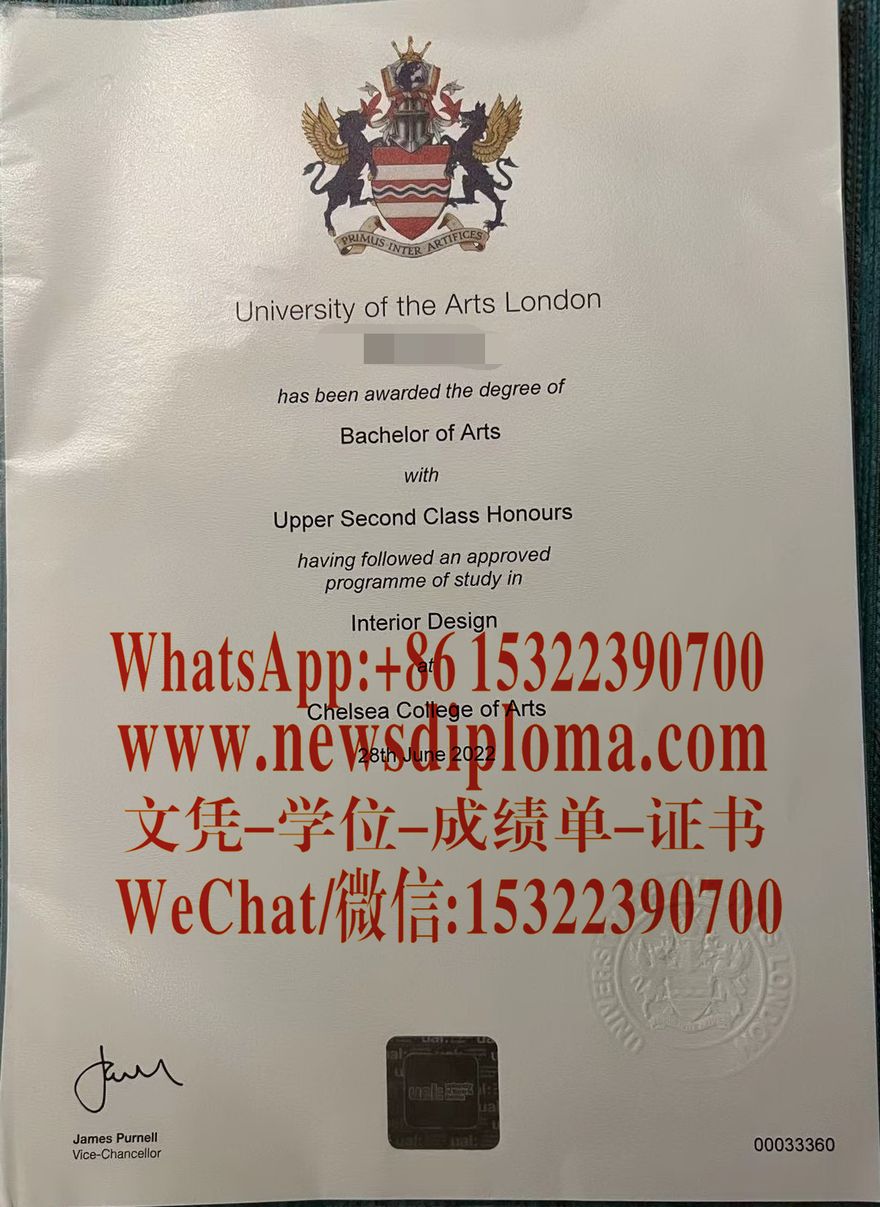 PRIMUS INTER ARTIFICES
University of the Arts London
has been awarded the degree of
Bachelor of Arts
with
Upper Second Class Honours
having followed an approved
programme of study in
Interior Design
WhatsApp:+86 15322390700
at
Chelsea College of Arts
www.newsdiploma.com
28th June 2022
文凭-学位-成绩单-证书
WeChat/微信:15322390700
UNIVERSITY LONDON
ual:
James Purnell
Vice-Chancellor
00033360